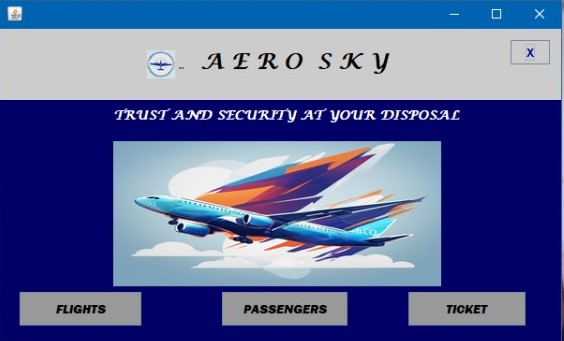 A E R O  S K Y
X
TRUST AND SECURITY AT YOUR DISPOSAL
FLIGHTS
PASSENGERS
TICKET